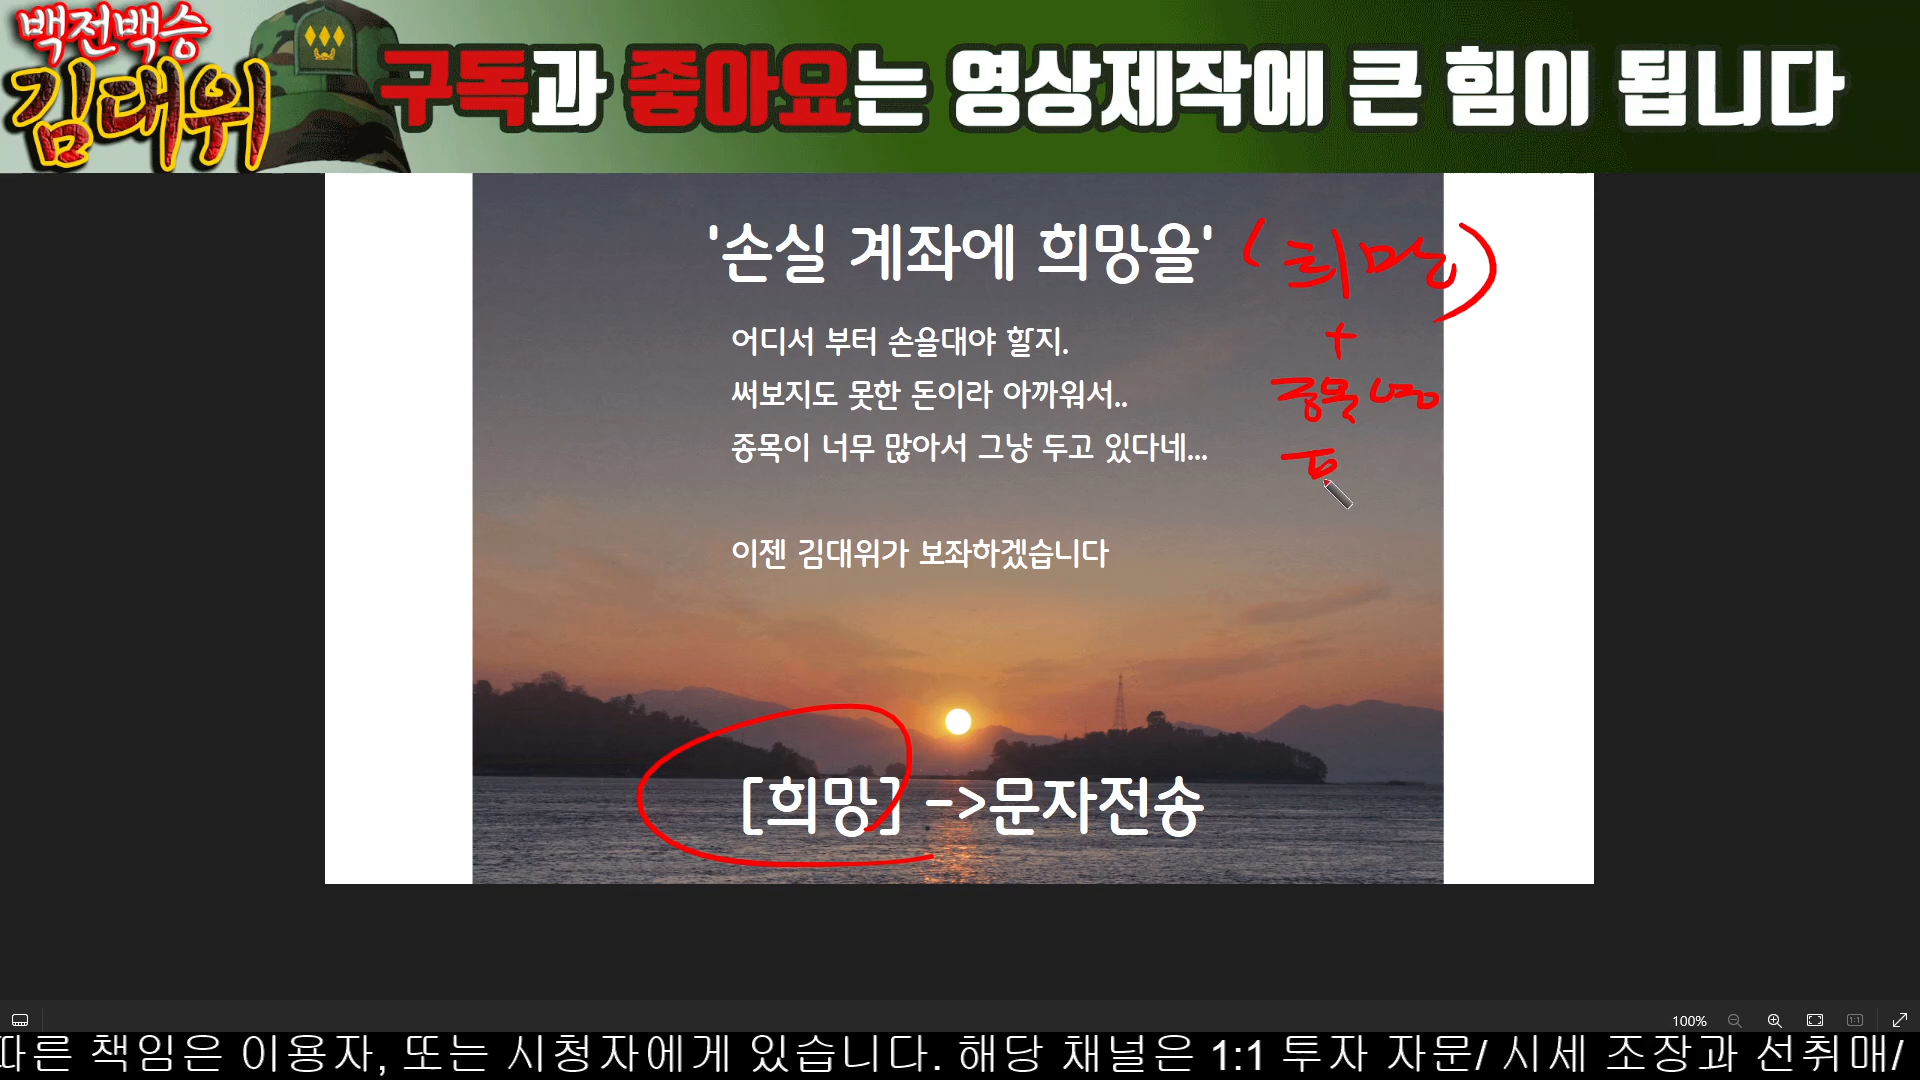 백전백승
김대위
구독과 좋아요는 영상제작에 큰 힘이 됩니다
'손실 계좌에 희망을' (희망)
+
종목명
어디서 부터 손을대야 할지.
써보지도 못한 돈이라 아까워서..
종목이 너무 많아서 그냥 두고 있다네...
이젠 김대위가 보좌하겠습니다
[희망] ->문자전송
100%
1:1
따른 책임은 이용자, 또는 시청자에게 있습니다. 해당 채널은 1:1 투자 자문/ 시세 조장과 선취매/